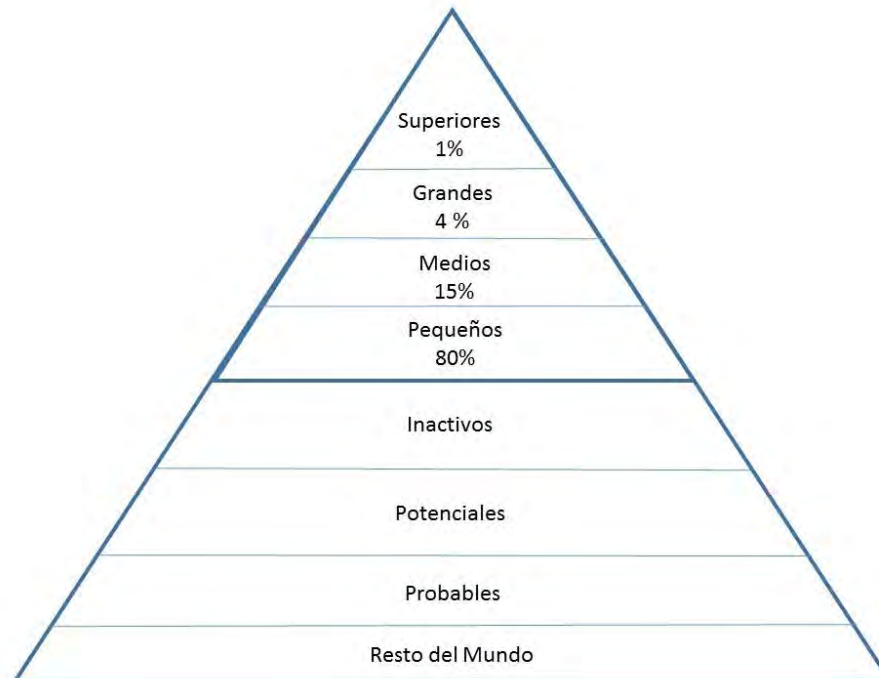 Superiores
1%
Grandes
4 %
Medios
15%
Pequeños
80%
Inactivos
Potenciales
Probables
Resto del Mundo